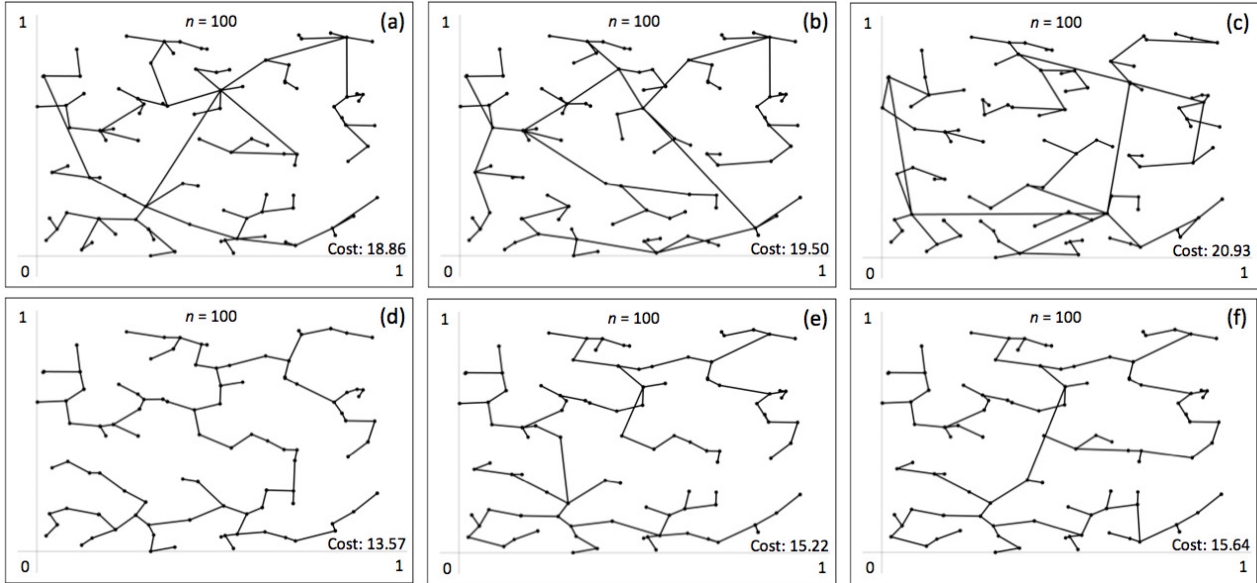 1
n = 100
(a)
Cost: 18.86
0
1
1
n = 100
(b)
Cost: 19.50
0
1
1
n = 100
(c)
Cost: 20.93
0
1
1
n = 100
(d)
Cost: 13.57
0
1
1
n = 100
(e)
Cost: 15.22
0
1
1
n = 100
(f)
Cost: 15.64
0
1